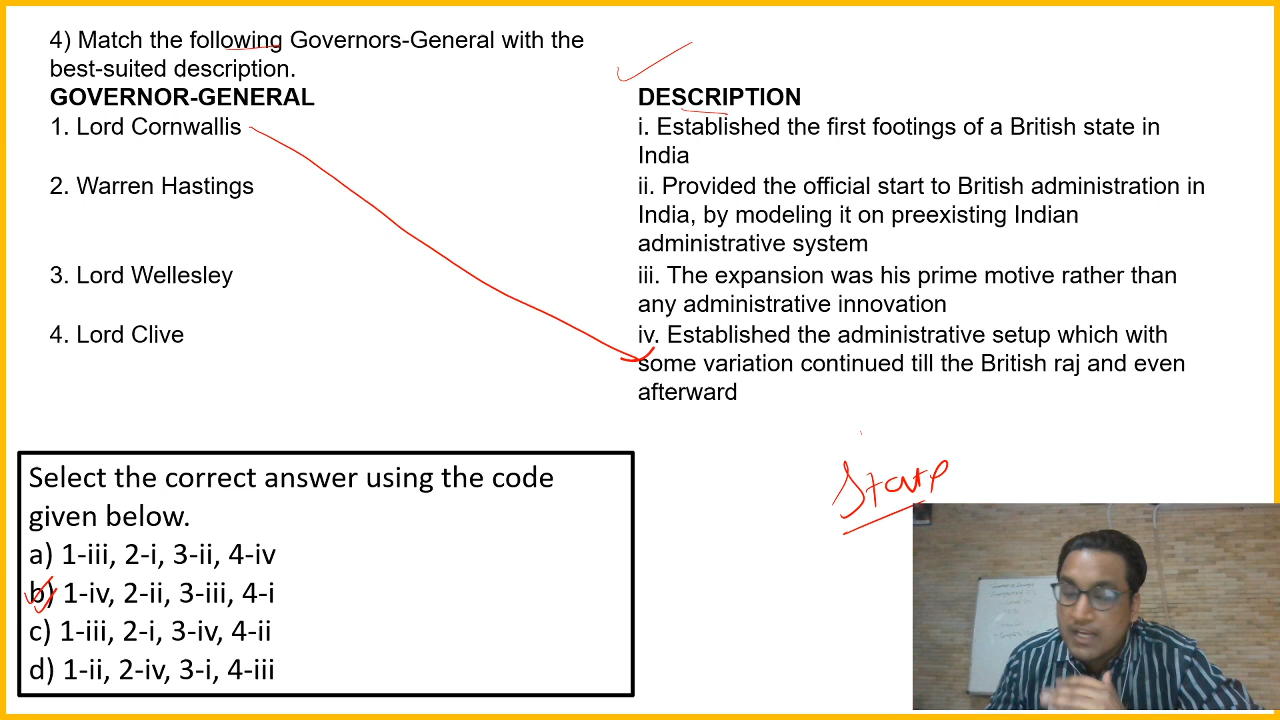 4) Match the following Governors-General with the
best-suited description.
GOVERNOR-GENERAL
DESCRIPTION
1. Lord Cornwallis
i. Established the first footings of a British state in
India
2. Warren Hastings
ii. Provided the official start to British administration in
India, by modeling it on preexisting Indian
administrative system
3. Lord Wellesley
iii. The expansion was his prime motive rather than
any administrative innovation
4. Lord Clive
iv. Established the administrative setup which with
some variation continued till the British raj and even
afterward
Select the correct answer using the code
given below.
a) 1-iii, 2-i, 3-ii, 4-iv
b) 1-iv, 2-ii, 3-iii, 4-i
c) 1-iii, 2-i, 3-iv, 4-ii
d) 1-ii, 2-iv, 3-i, 4-iii